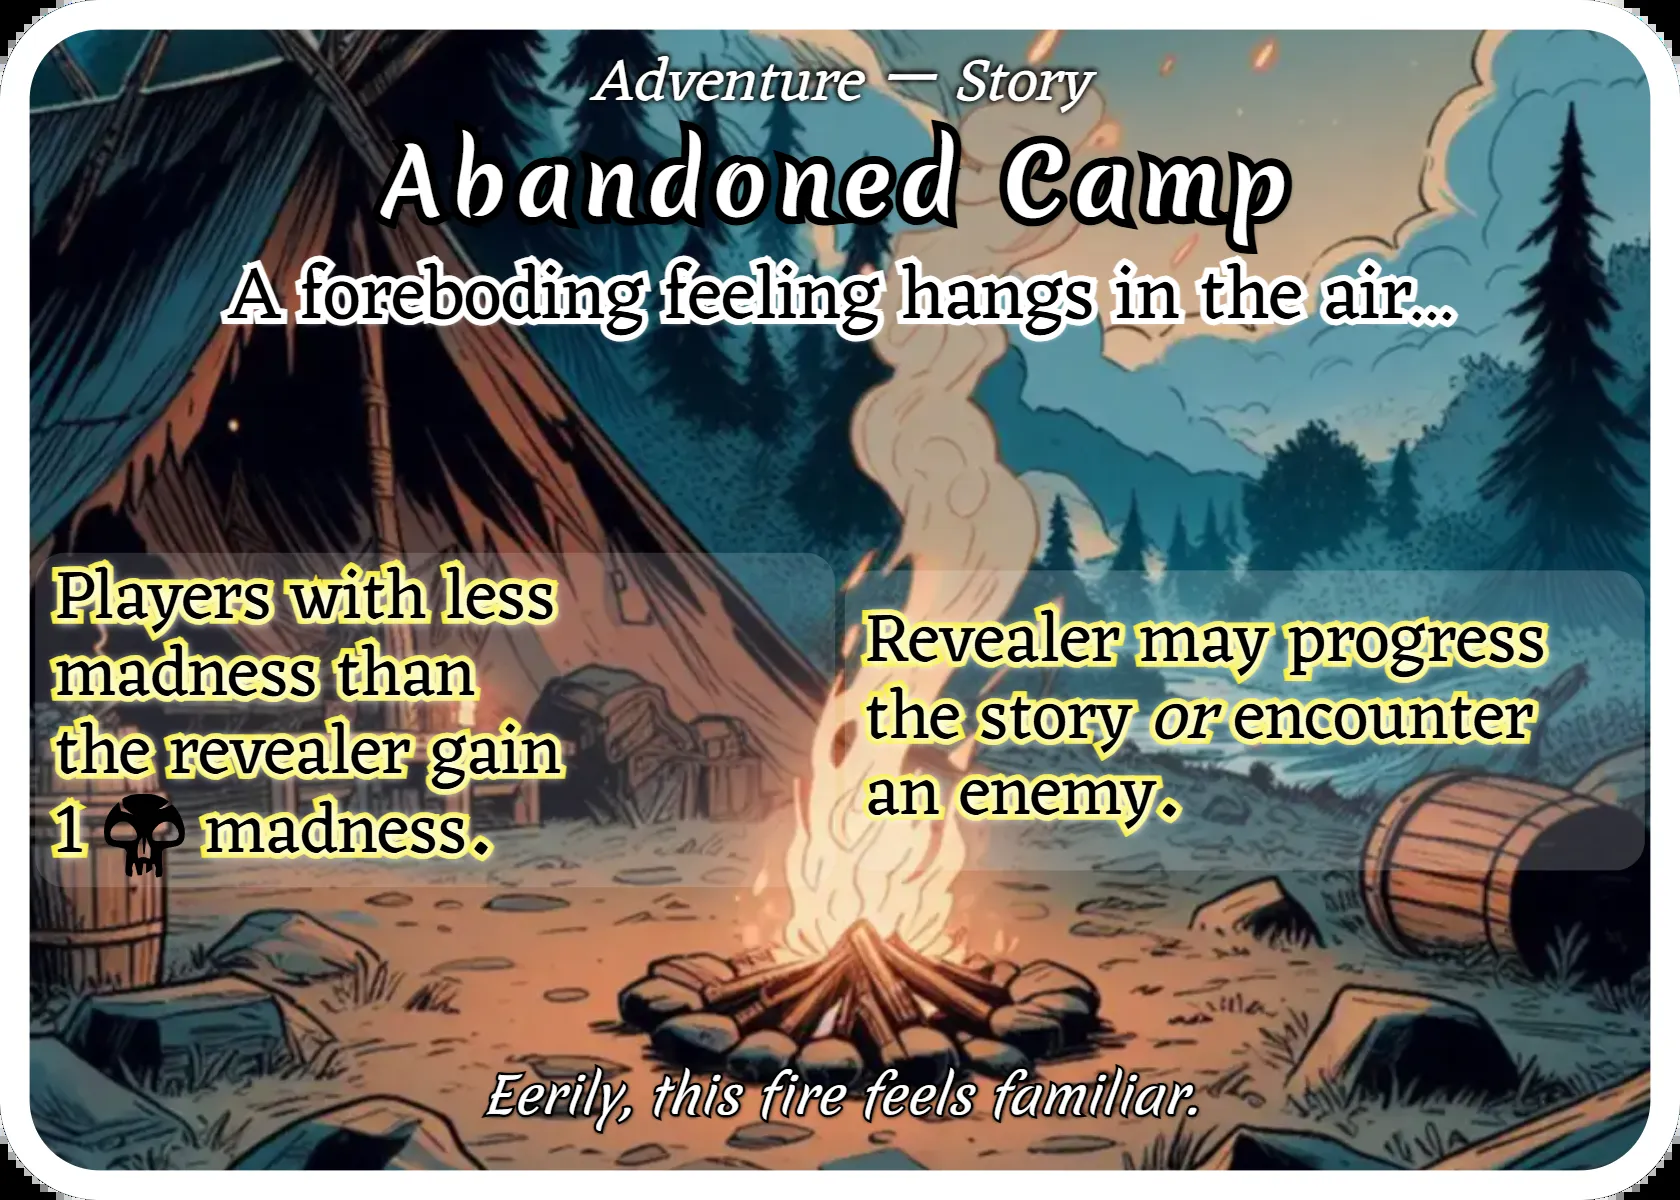 Adventure — Story
Abandoned Camp
A foreboding feeling hangs in the air...
Players with less
madness than
the revealer gain
1 madness.
Revealer may progress
the story or encounter
an enemy.
Eerily, this fire feels familiar.